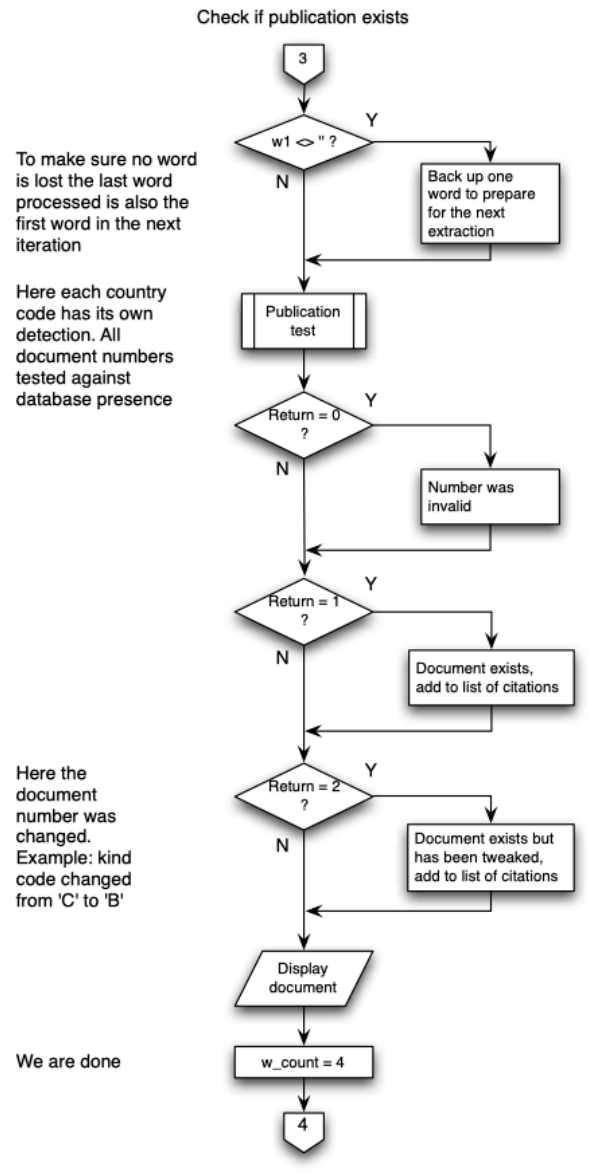 Check if publication exists
3
w1 <> " ?
Y
N
To make sure no word
is lost the last word
processed is also the
first word in the next
iteration
Back up one
word to prepare
for the next
extraction
Here each country
code has its own
detection. All
document numbers
tested against
database presence
Publication
test
Return = 0
?
Y
N
Number was
invalid
Return = 1
?
Y
N
Document exists,
add to list of citations
Here the
document
number was
changed.
Example: kind
code changed
from 'C' to 'B'
Return = 2
?
Y
N
Document exists but
has been tweaked,
add to list of citations
Display
document
We are done
w_count = 4
4